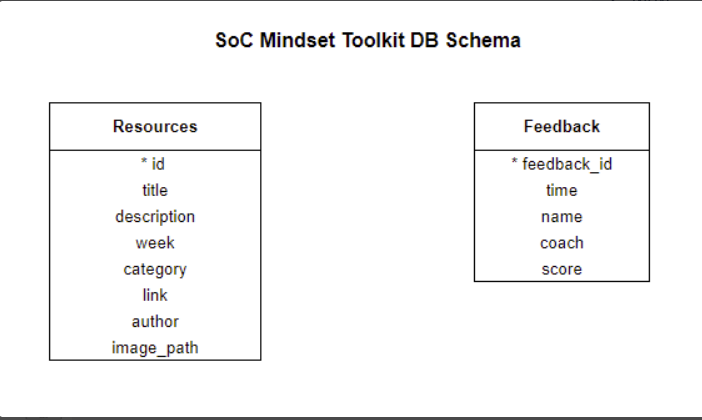 SoC Mindset Toolkit DB Schema
Resources
* id
title
description
week
category
link
author
image_path
Feedback
* feedback_id
time
name
coach
score